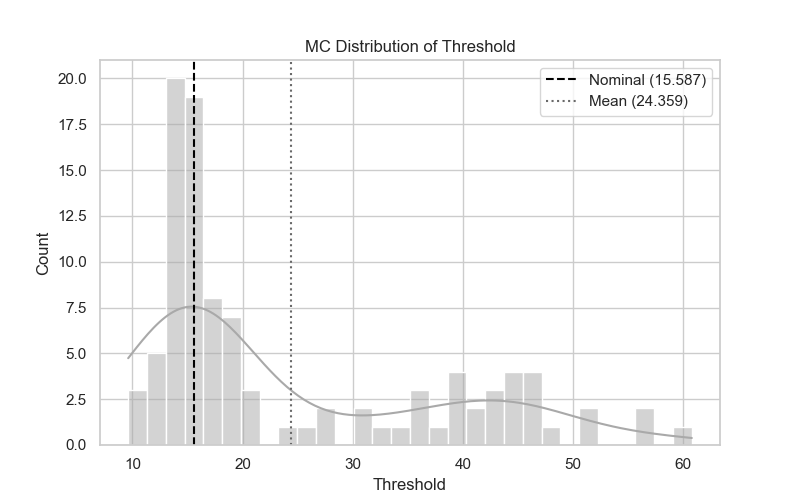 MC Distribution of Threshold
Nominal (15.587)
Mean (24.359)
20.0
17.5
15.0
12.5
10.0
7.5
5.0
2.5
0.0
Count
10 20 30 40 50 60
Threshold